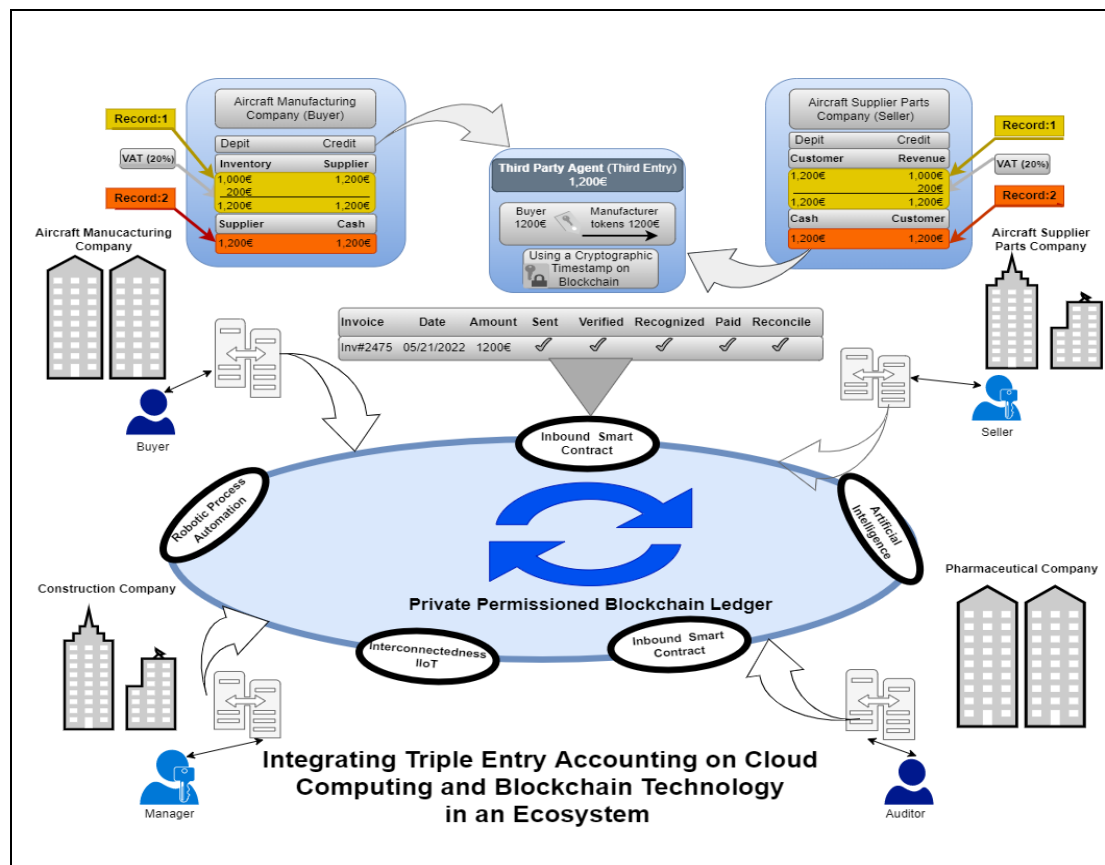 Aircraft Manufacturing
Company (Buyer)
Record:1
Depit Credit
VAT (20%)
Inventory Supplier
1,000€ 1,200€
200€
1,200€ 1,200€
Record:2
Supplier Cash
1,200€ 1,200€
Aircraft Manucacturing
Company
Third Party Agent (Third Entry)
1,200€
Buyer Manufacturer
1200€ tokens 1200€
Using a Cryptographic
Timestamp on
Blockchain
Aircraft Supplier Parts
Company (Seller)
Record:1
Depit Credit
VAT (20%)
Customer Revenue
1,200€ 1,000€
200€
1,200€ 1,200€
Record:2
Cash Customer
1,200€ 1,200€
Aircraft Supplier
Parts Company
Invoice Date Amount Sent Verified Recognized Paid Reconcile
Inv#2475 05/21/2022 1200€ ✓ ✓ ✓ ✓ ✓
Buyer
Seller
Inbound Smart
Contract
Robotic Process
Automation
Artificial
Intelligence
Construction Company
Pharmaceutical Company
Private Permissioned Blockchain Ledger
Interconnectedness
IIoT
Inbound Smart
Contract
Manager
Auditor
Integrating Triple Entry Accounting on Cloud
Computing and Blockchain Technology
in an Ecosystem